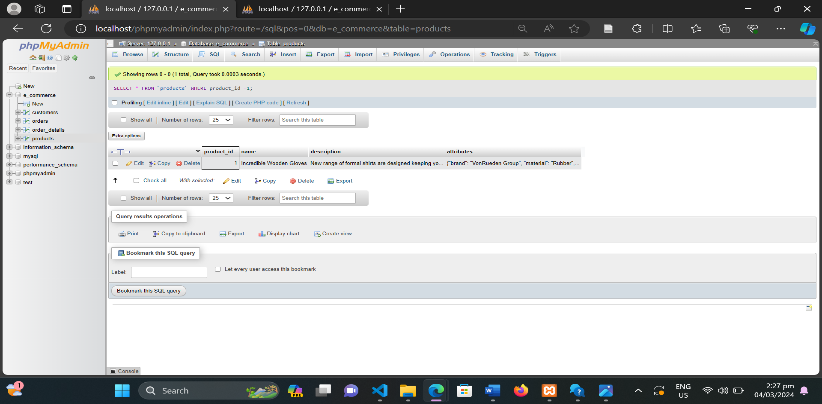 localhost / 127.0.0.1 / e_commer
localhost / 127.0.0.1 / e_commer
localhost/phpmyadmin/index.php?route=/sql&pos=0&db=e_commerce&table=products
phpMyAdmin
Recent Favorites
New
e_commerce
New
customers
orders
order_details
products
information_schema
mysql
performance_schema
phpmyadmin
test
Server: 127.0.0.1 » Database: e_commerce » Table: products
Browse Structure SQL Search Insert Export Import Privileges Operations Tracking Triggers
Showing rows 0 - 0 (1 total, Query took 0.0003 seconds.)
SELECT * FROM `products` WHERE product_id = 1;
Profiling [ Edit inline ] [ Edit ] [ Explain SQL ] [ Create PHP code ] [ Refresh ]
Show all Number of rows: 25 Filter rows: Search this table
Extra options
product_id name description attributes
Edit Copy Delete 1 Incredible Wooden Gloves New range of formal shirts are designed keeping yo... {"brand": "VonRueden Group", "material": "Rubber" ...
Check all With selected: Edit Copy Delete Export
Show all Number of rows: 25 Filter rows: Search this table
Query results operations
Print Copy to clipboard Export Display chart Create view
Bookmark this SQL query
Label: Let every user access this bookmark
Bookmark this SQL query
Console
1
Search
ENG
US
2:27 pm
04/03/2024